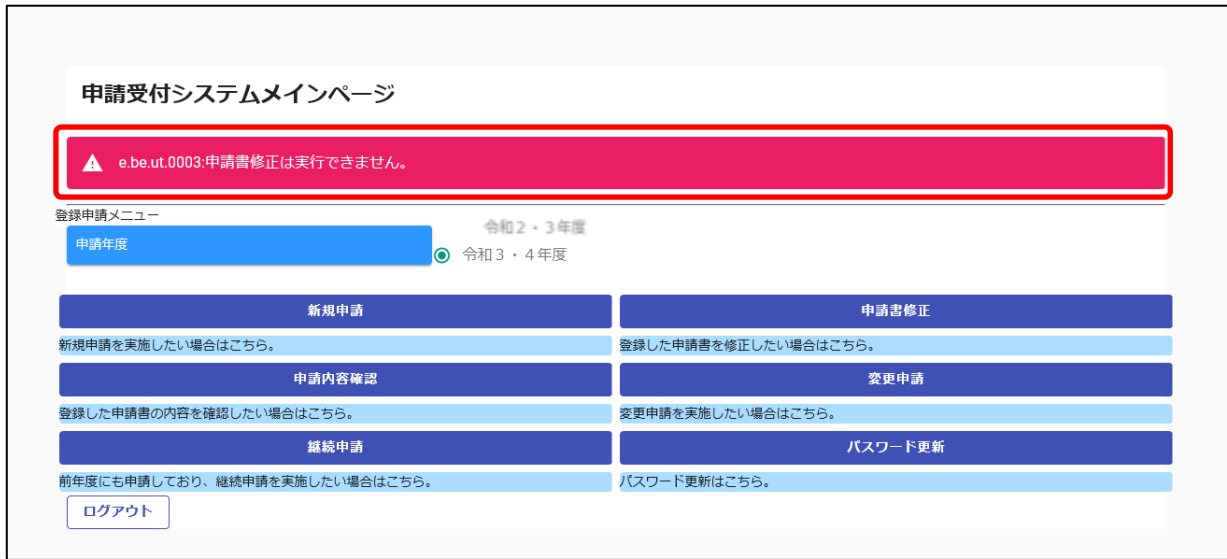 申請受付システムメインページ
e.be.ut.0003:申請書修正は実行できません。
登録申請メニュー
申請年度
令和2・3年度
令和3・4年度
新規申請
申請書修正
新規申請を実施したい場合はこちら。
登録した申請書を修正したい場合はこちら。
申請内容確認
変更申請
登録した申請書の内容を確認したい場合はこちら。
変更申請を実施したい場合はこちら。
継続申請
パスワード更新
前年度にも申請しており、継続申請を実施したい場合はこちら。
パスワード更新はこちら。
ログアウト